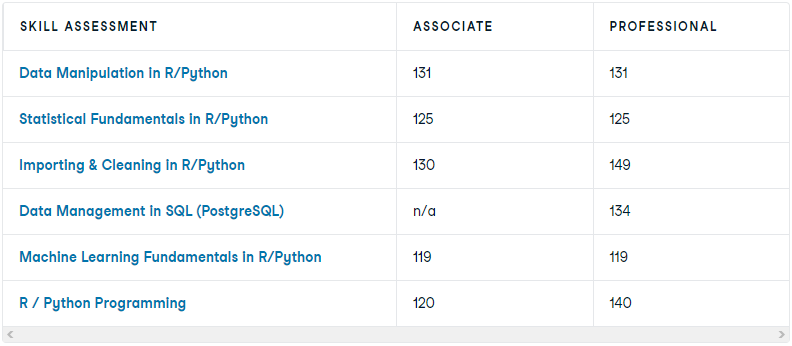 SKILL ASSESSMENT ASSOCIATE PROFESSIONAL
Data Manipulation in R/Python 131 131
Statistical Fundamentals in R/Python 125 125
Importing & Cleaning in R/Python 130 149
Data Management in SQL (PostgreSQL) n/a 134
Machine Learning Fundamentals in R/Python 119 119
R / Python Programming 120 140